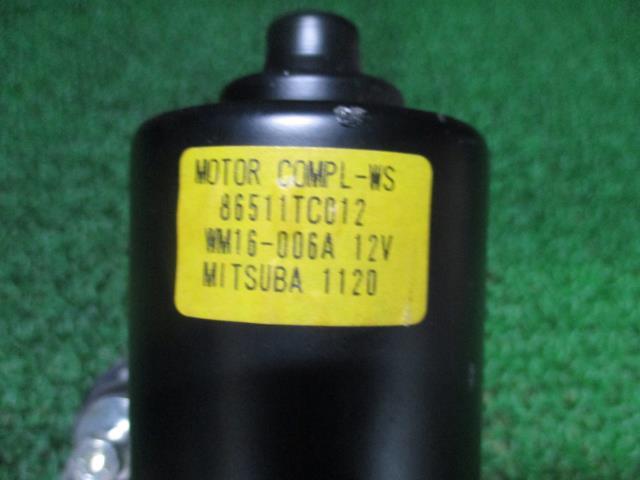 MOTOR COMPL-WS
86511TC012
WM16-006A 12V
MITSUBA 1120